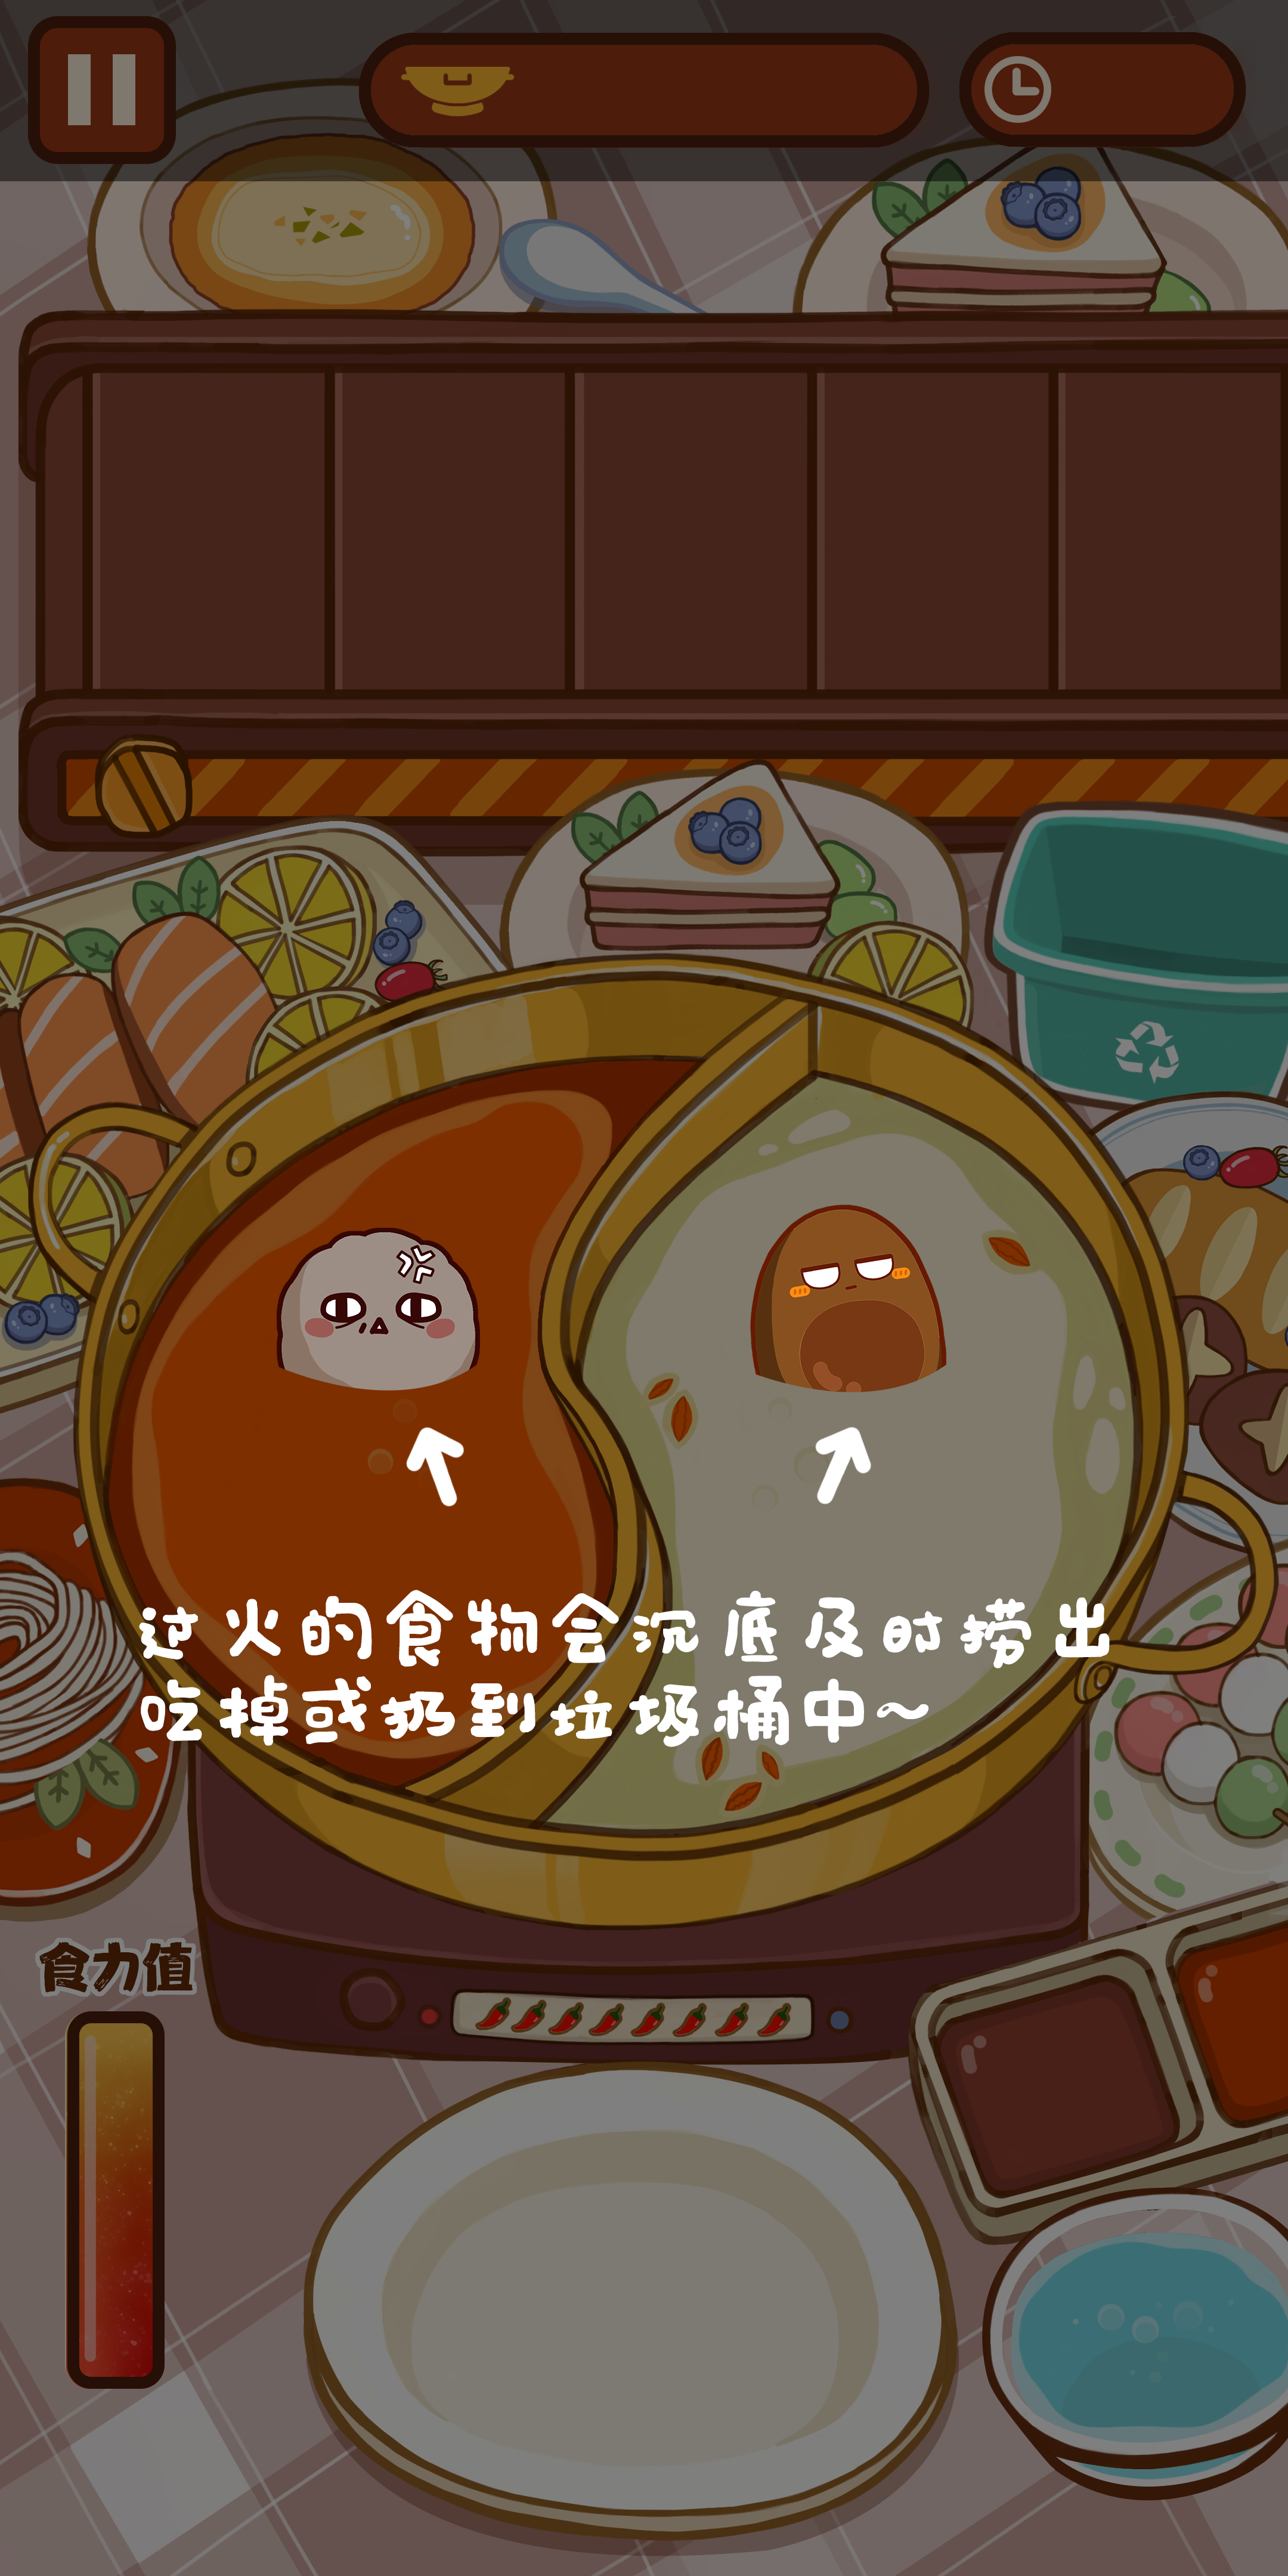 过火的食物会沉底及时捞出
吃掉或扔到垃圾桶中~
食力值